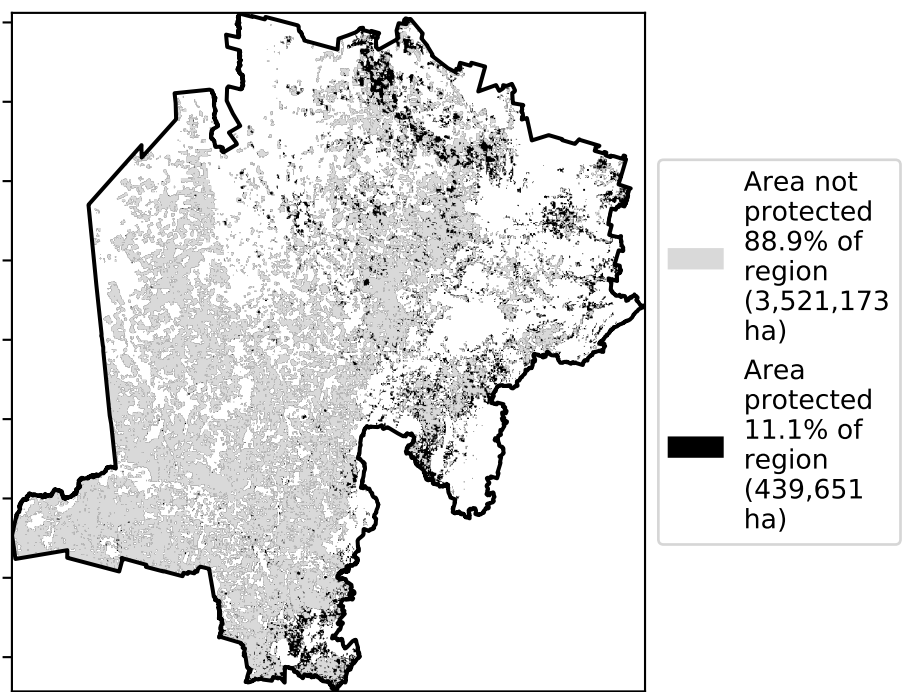 Area not
protected
88.9% of
region
(3,521,173
ha)
Area
protected
11.1% of
region
(439,651
ha)